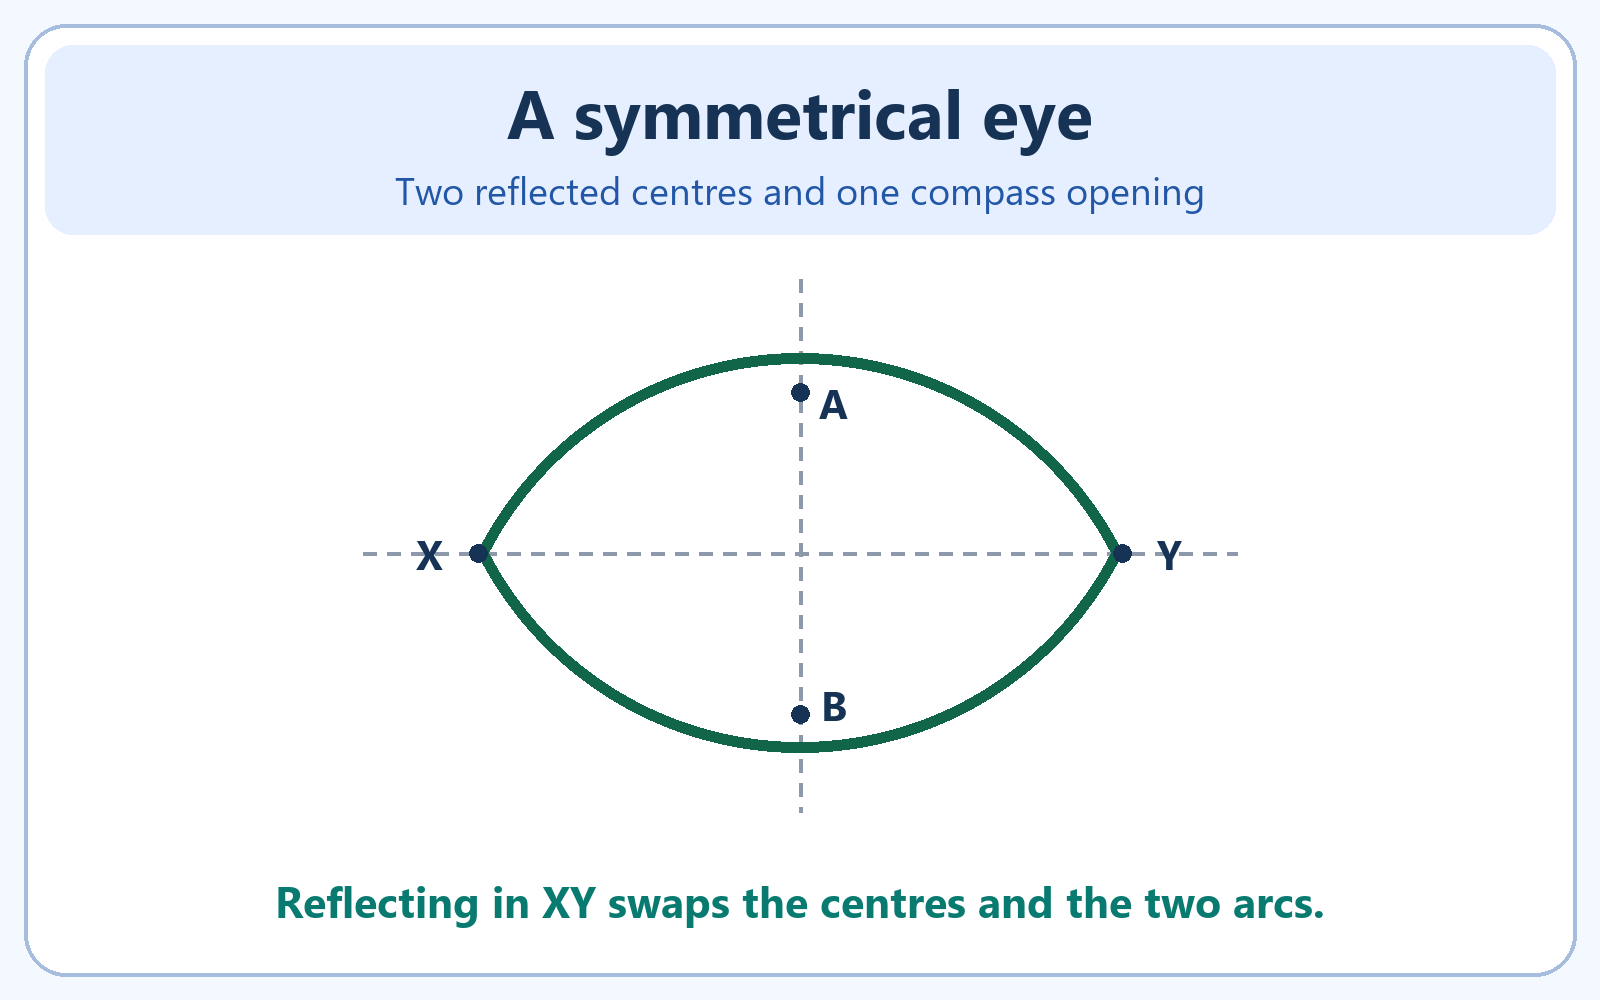 A symmetrical eye
Two reflected centres and one compass opening
A
X
Y
B
Reflecting in XY swaps the centres and the two arcs.